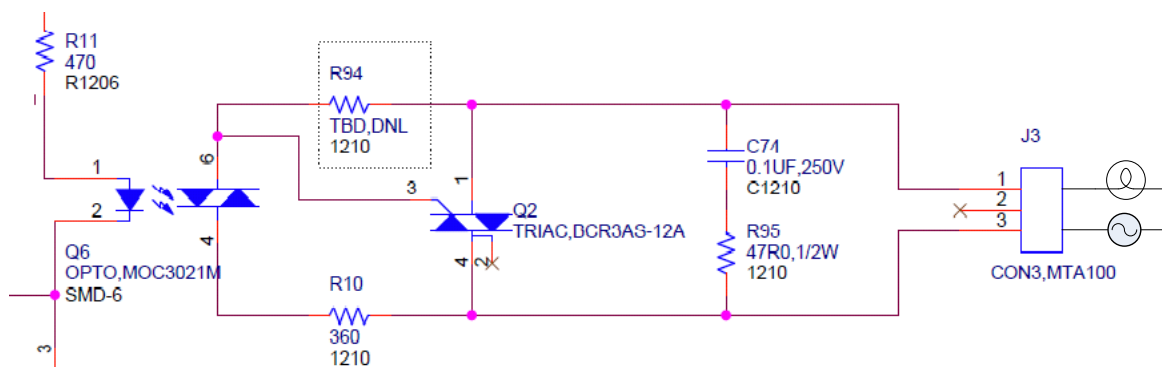 R11
470
R1206
R94
TBD,DNL
1210
1
2
Q6
OPTO,MOC3021M
SMD-6
3
6
4
3
1
Q2
TRIAC,BCR3AS-12A
4
2
R10
360
1210
C74
0.1UF,250V
C1210
R95
47R0,1/2W
1210
J3
1
2
3
CON3,MTA100